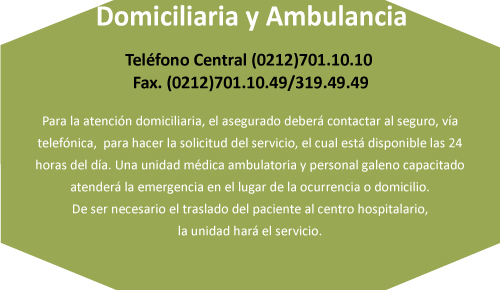 Domiciliaria y Ambulancia
Teléfono Central (0212)701.10.10
Fax. (0212)701.10.49/319.49.49
Para la atención domiciliaria, el asegurado deberá contactar al seguro, vía
telefónica, para hacer la solicitud del servicio, el cual está disponible las 24
horas del día. Una unidad médica ambulatoria y personal galeno capacitado
atenderá la emergencia en el lugar de la ocurrencia o domicilio.
De ser necesario el traslado del paciente al centro hospitalario,
la unidad hará el servicio.